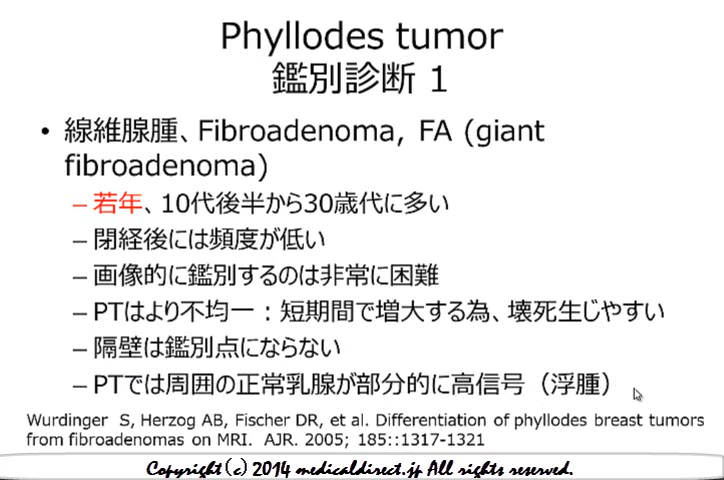 Phyllodes tumor
鑑別診断 1
• 線維腺腫、Fibroadenoma, FA (giant
fibroadenoma)
– 若年、10代後半から30歳代に多い
– 閉経後には頻度が低い
– 画像的に鑑別するのは非常に困難
– PTはより不均一：短期間で増大する為、壊死生じやすい
– 隔壁は鑑別点にならない
– PTでは周囲の正常乳腺が部分的に高信号（浮腫）
Wurdinger S, Herzog AB, Fischer DR, et al. Differentiation of phyllodes breast tumors
from fibroadenomas on MRI. AJR. 2005; 185::1317-1321
Copyright (c) 2014 medicaldirect.jp All rights reserved.